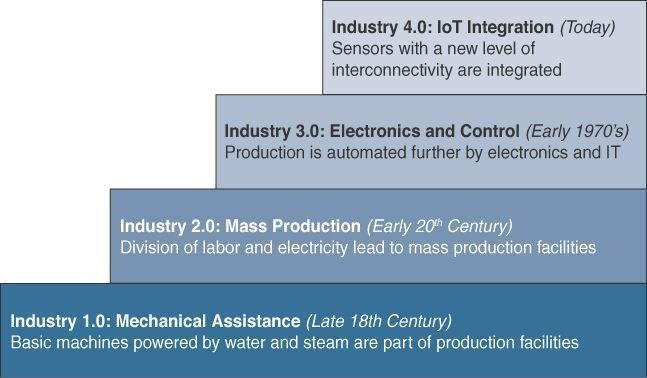 Industry 4.0: IoT Integration (Today)
Sensors with a new level of
interconnectivity are integrated
Industry 3.0: Electronics and Control (Early 1970's)
Production is automated further by electronics and IT
Industry 2.0: Mass Production (Early 20th Century)
Division of labor and electricity lead to mass production facilities
Industry 1.0: Mechanical Assistance (Late 18th Century)
Basic machines powered by water and steam are part of production facilities